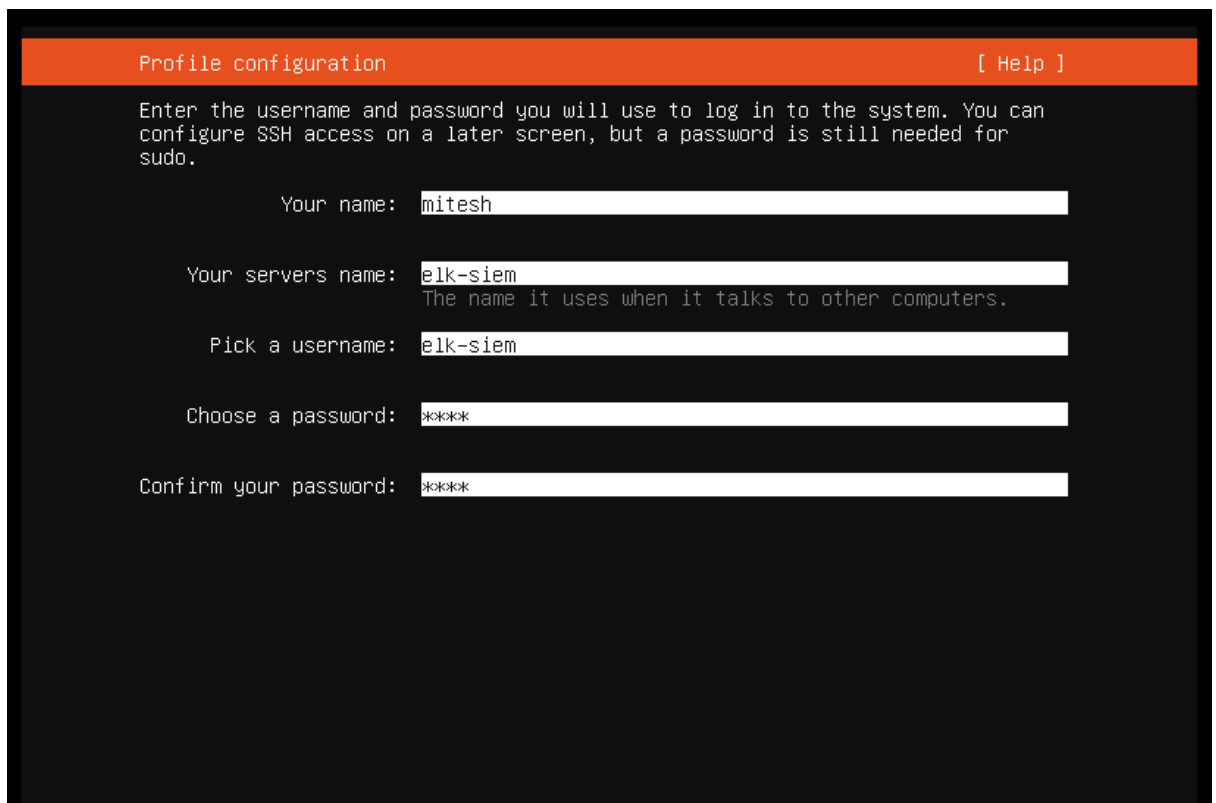 Profile configuration [ Help ]
Enter the username and password you will use to log in to the system. You can
configure SSH access on a later screen, but a password is still needed for
sudo.
Your name: mitesh
Your servers name: elk-siem
The name it uses when it talks to other computers.
Pick a username: elk-siem
Choose a password: ****
Confirm your password: ****